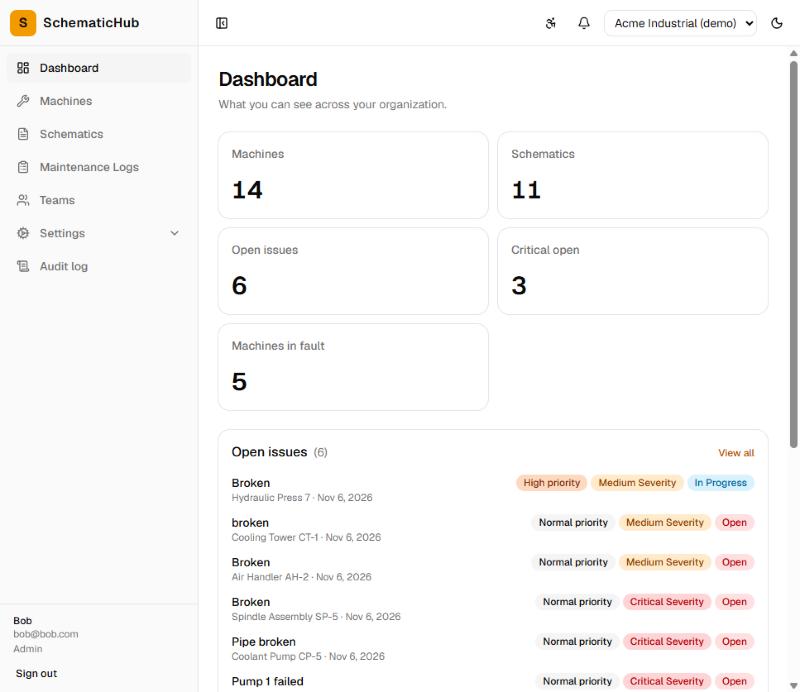 S SchematicHub
Acme Industrial (demo)
Dashboard
Machines
Schematics
Maintenance Logs
Teams
Settings
Audit log
Bob
bob@bob.com
Admin
Sign out
Dashboard
What you can see across your organization.
Machines
14
Schematics
11
Open issues
6
Critical open
3
Machines in fault
5
Open issues (6) View all
Broken High priority Medium Severity In Progress
Hydraulic Press 7 · Nov 6, 2026
broken Normal priority Medium Severity Open
Cooling Tower CT-1 · Nov 6, 2026
Broken Normal priority Medium Severity Open
Air Handler AH-2 · Nov 6, 2026
Broken Normal priority Critical Severity Open
Spindle Assembly SP-5 · Nov 6, 2026
Pipe broken Normal priority Critical Severity Open
Coolant Pump CP-5 · Nov 6, 2026
Pump 1 failed Normal priority Critical Severity Open